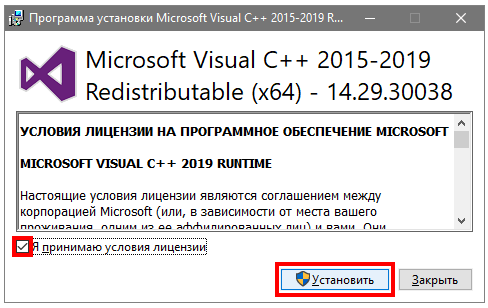 Программа установки Microsoft Visual C++ 2015-2019 R...
Microsoft Visual C++ 2015-2019
Redistributable (x64) - 14.29.30038
УСЛОВИЯ ЛИЦЕНЗИИ НА ПРОГРАММНОЕ ОБЕСПЕЧЕНИЕ MICROSOFT
MICROSOFT VISUAL C++ 2019 RUNTIME
Настоящие условия лицензии являются соглашением между
корпорацией Microsoft (или, в зависимости от места вашего
проживания, одним из ее аффилированных лиц) и вами. Они
Я принимаю условия лицензии
Установить
Закрыть